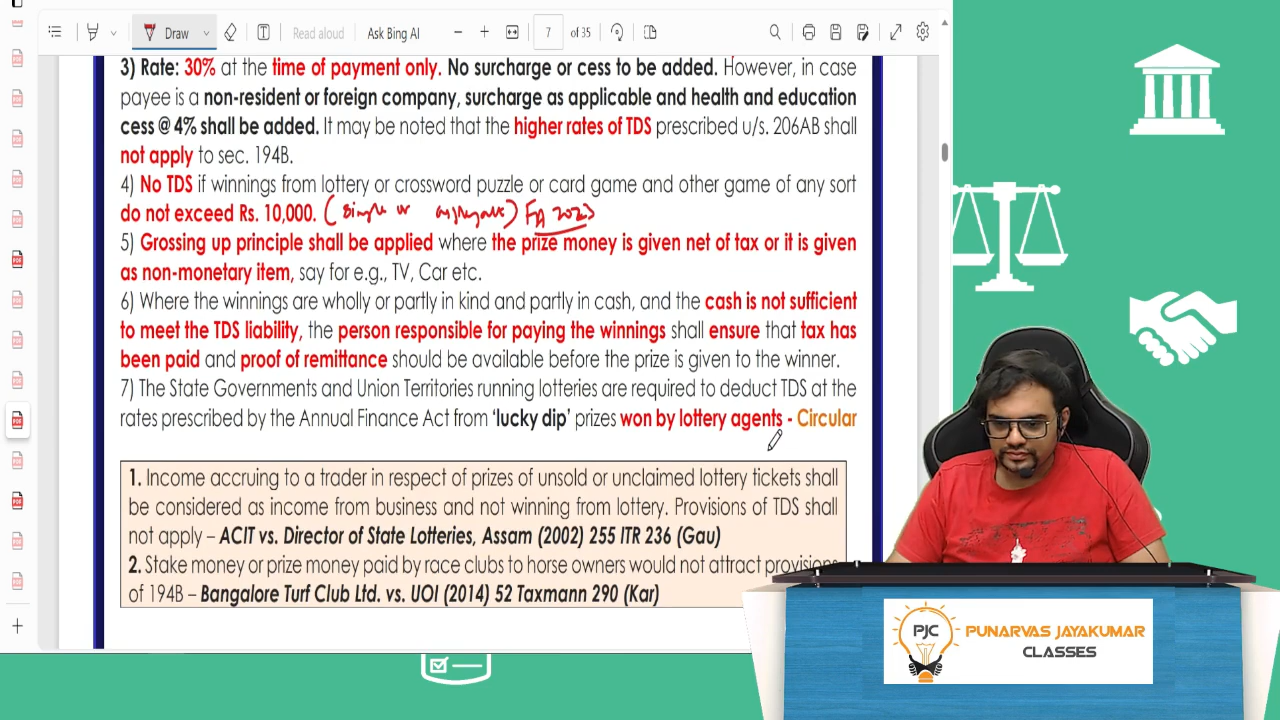 Draw
Read aloud
Ask Bing AI
7
of 35
3) Rate: 30% at the time of payment only. No surcharge or cess to be added. However, in case
payee is a non-resident or foreign company, surcharge as applicable and health and education
cess @ 4% shall be added. It may be noted that the higher rates of TDS prescribed u/s. 206AB shall
not apply to sec. 194B.
4) No TDS if winnings from lottery or crossword puzzle or card game and other game of any sort
do not exceed Rs. 10,000. (single or aggregate) FA 2023
5) Grossing up principle shall be applied where the prize money is given net of tax or it is given
as non-monetary item, say for e.g., TV, Car etc.
6) Where the winnings are wholly or partly in kind and partly in cash, and the cash is not sufficient
to meet the TDS liability, the person responsible for paying the winnings shall ensure that tax has
been paid and proof of remittance should be available before the prize is given to the winner.
7) The State Governments and Union Territories running lotteries are required to deduct TDS at the
rates prescribed by the Annual Finance Act from 'lucky dip' prizes won by lottery agents - Circular
1. Income accruing to a trader in respect of prizes of unsold or unclaimed lottery tickets shall
be considered as income from business and not winning from lottery. Provisions of TDS shall
not apply – ACIT vs. Director of State Lotteries, Assam (2002) 255 ITR 236 (Gau)
2. Stake money or prize money paid by race clubs to horse owners would not attract provisions
of 194B – Bangalore Turf Club Ltd. vs. UOI (2014) 52 Taxmann 290 (Kar)
PJC
PUNARVAS JAYAKUMAR
CLASSES